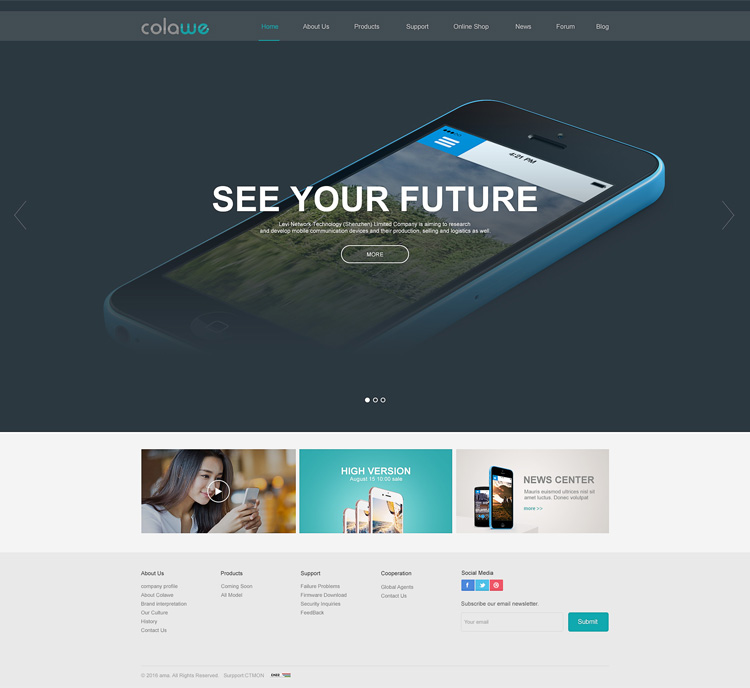 colawe
Home About Us Products Support Online Shop News Forum Blog
4:21 PM
SEE YOUR FUTURE
Levi Network Technology (Shenzhen) Limited Company is aiming to research
and develop mobile communication devices and their production, selling and logistics as well.
MORE
HIGH VERSION
August 15 10:00 sale
NEWS CENTER
Mauris euismod ultrices nisl sit
amet luctus. Donec volutpat
more >>
About Us
company profile
About Colawe
Brand interpretation
Our Culture
History
Contact Us
Products
Coming Soon
All Model
Support
Failure Problems
Firmware Download
Security Inquiries
FeedBack
Cooperation
Global Agents
Contact Us
Social Media
Subscribe our email newsletter.
Your email
Submit
© 2016 ama. All Rights Reserved. Surpport:CTMON